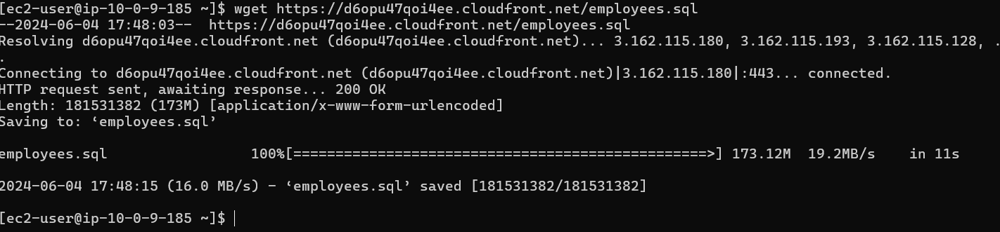 [ec2-user@ip-10-0-9-185 ~]$ wget https://d6opu47qoi4ee.cloudfront.net/employees.sql
--2024-06-04 17:48:03--  https://d6opu47qoi4ee.cloudfront.net/employees.sql
Resolving d6opu47qoi4ee.cloudfront.net (d6opu47qoi4ee.cloudfront.net)... 3.162.115.180, 3.162.115.193, 3.162.115.128, .
.
Connecting to d6opu47qoi4ee.cloudfront.net (d6opu47qoi4ee.cloudfront.net)|3.162.115.180|:443... connected.
HTTP request sent, awaiting response... 200 OK
Length: 181531382 (173M) [application/x-www-form-urlencoded]
Saving to: ‘employees.sql’
employees.sql                 100%[=================================================>] 173.12M  19.2MB/s    in 11s
2024-06-04 17:48:15 (16.0 MB/s) - ‘employees.sql’ saved [181531382/181531382]
[ec2-user@ip-10-0-9-185 ~]$